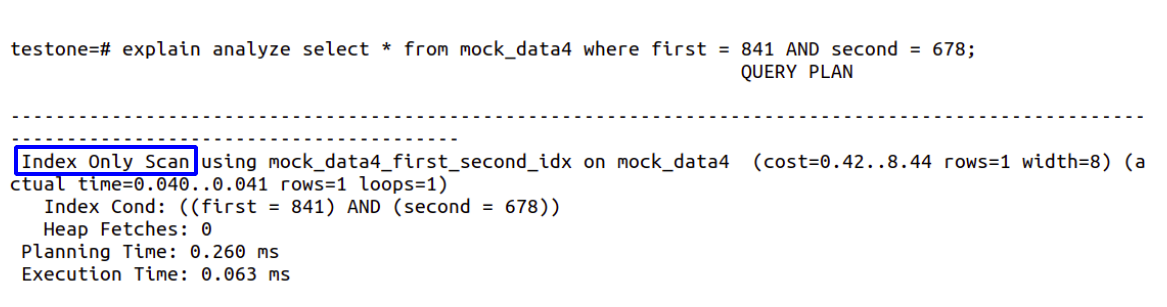 testone=# explain analyze select * from mock_data4 where first = 841 AND second = 678;
QUERY PLAN
-----------------------------------------------------------------------------------------------------
----------------------------------------
Index Only Scan using mock_data4_first_second_idx on mock_data4  (cost=0.42..8.44 rows=1 width=8) (a
ctual time=0.040..0.041 rows=1 loops=1)
Index Cond: ((first = 841) AND (second = 678))
Heap Fetches: 0
Planning Time: 0.260 ms
Execution Time: 0.063 ms